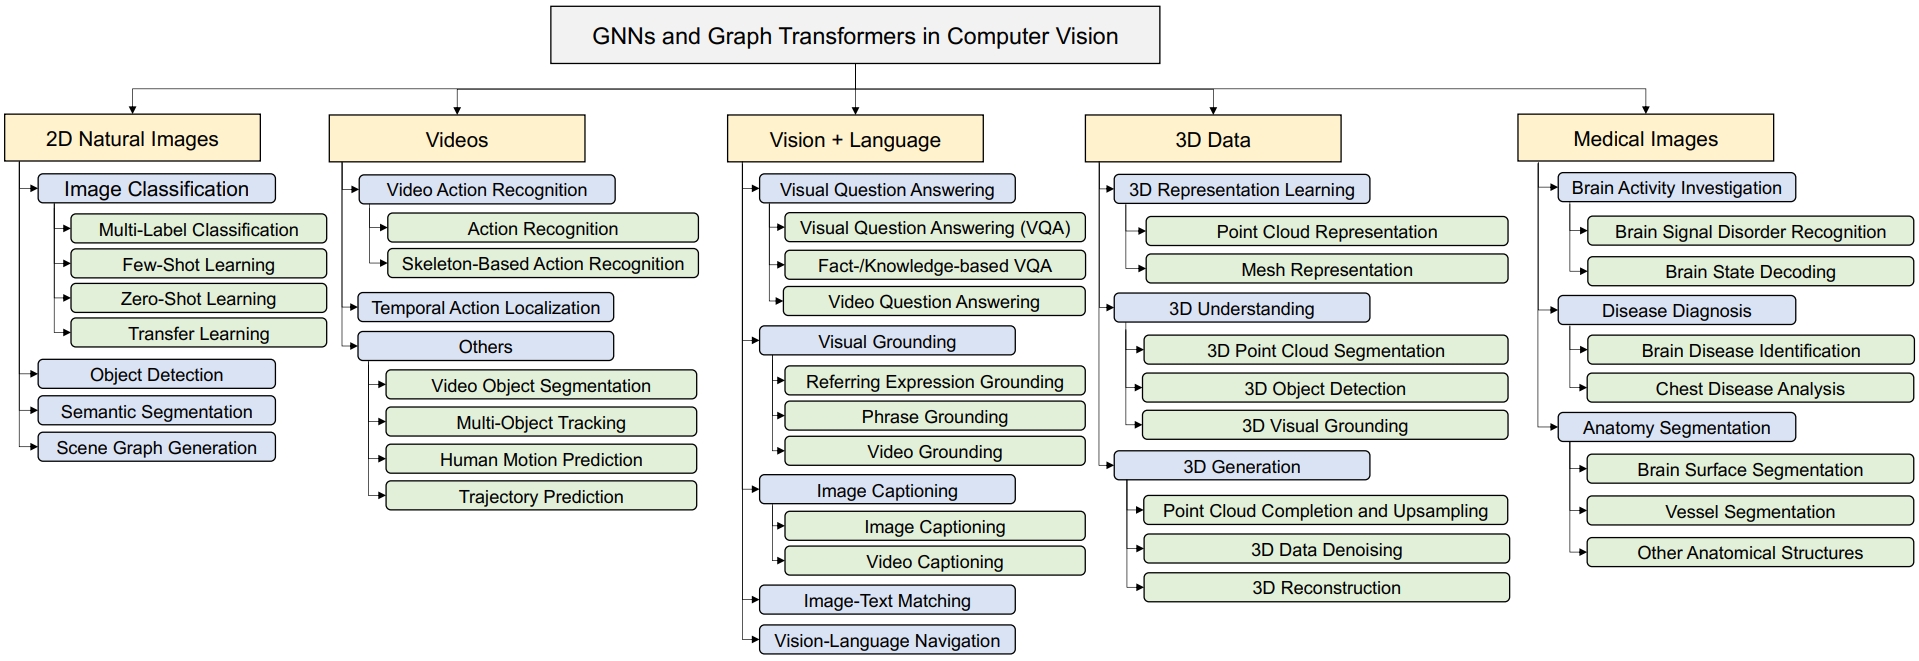 GNNs and Graph Transformers in Computer Vision
2D Natural Images
Image Classification
Multi-Label Classification
Few-Shot Learning
Zero-Shot Learning
Transfer Learning
Object Detection
Semantic Segmentation
Scene Graph Generation
Videos
Video Action Recognition
Action Recognition
Skeleton-Based Action Recognition
Temporal Action Localization
Others
Video Object Segmentation
Multi-Object Tracking
Human Motion Prediction
Trajectory Prediction
Vision + Language
Visual Question Answering
Visual Question Answering (VQA)
Fact-/Knowledge-based VQA
Video Question Answering
Visual Grounding
Referring Expression Grounding
Phrase Grounding
Video Grounding
Image Captioning
Image Captioning
Video Captioning
Image-Text Matching
Vision-Language Navigation
3D Data
3D Representation Learning
Point Cloud Representation
Mesh Representation
3D Understanding
3D Point Cloud Segmentation
3D Object Detection
3D Visual Grounding
3D Generation
Point Cloud Completion and Upsampling
3D Data Denoising
3D Reconstruction
Medical Images
Brain Activity Investigation
Brain Signal Disorder Recognition
Brain State Decoding
Disease Diagnosis
Brain Disease Identification
Chest Disease Analysis
Anatomy Segmentation
Brain Surface Segmentation
Vessel Segmentation
Other Anatomical Structures